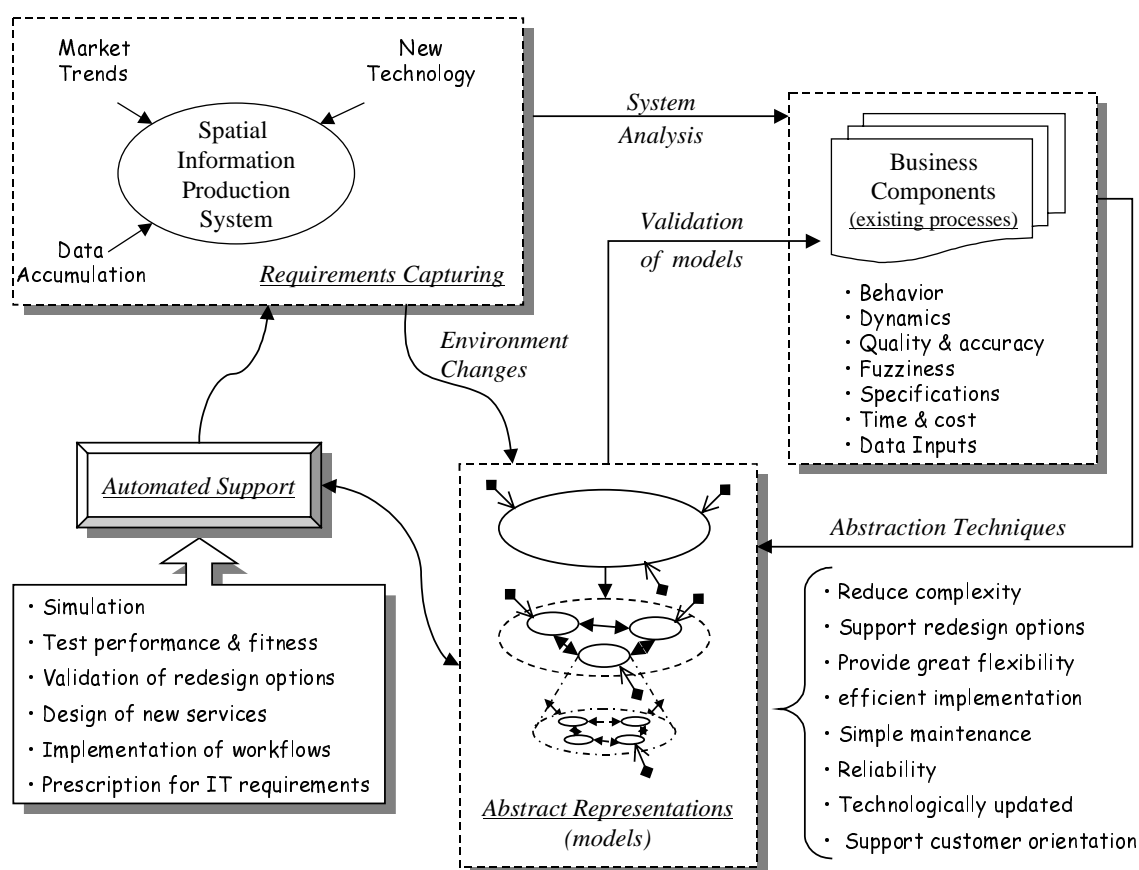 Market
Trends
New
Technology
Spatial
Information
Production
System
Data
Accumulation
Requirements Capturing
System
Analysis
Business
Components
(existing processes)
Validation
of models
• Behavior
• Dynamics
• Quality & accuracy
• Fuzziness
• Specifications
• Time & cost
• Data Inputs
Environment
Changes
Automated Support
Abstraction Techniques
• Simulation
• Test performance & fitness
• Validation of redesign options
• Design of new services
• Implementation of workflows
• Prescription for IT requirements
Abstract Representations
(models)
• Reduce complexity
• Support redesign options
• Provide great flexibility
• efficient implementation
• Simple maintenance
• Reliability
• Technologically updated
• Support customer orientation